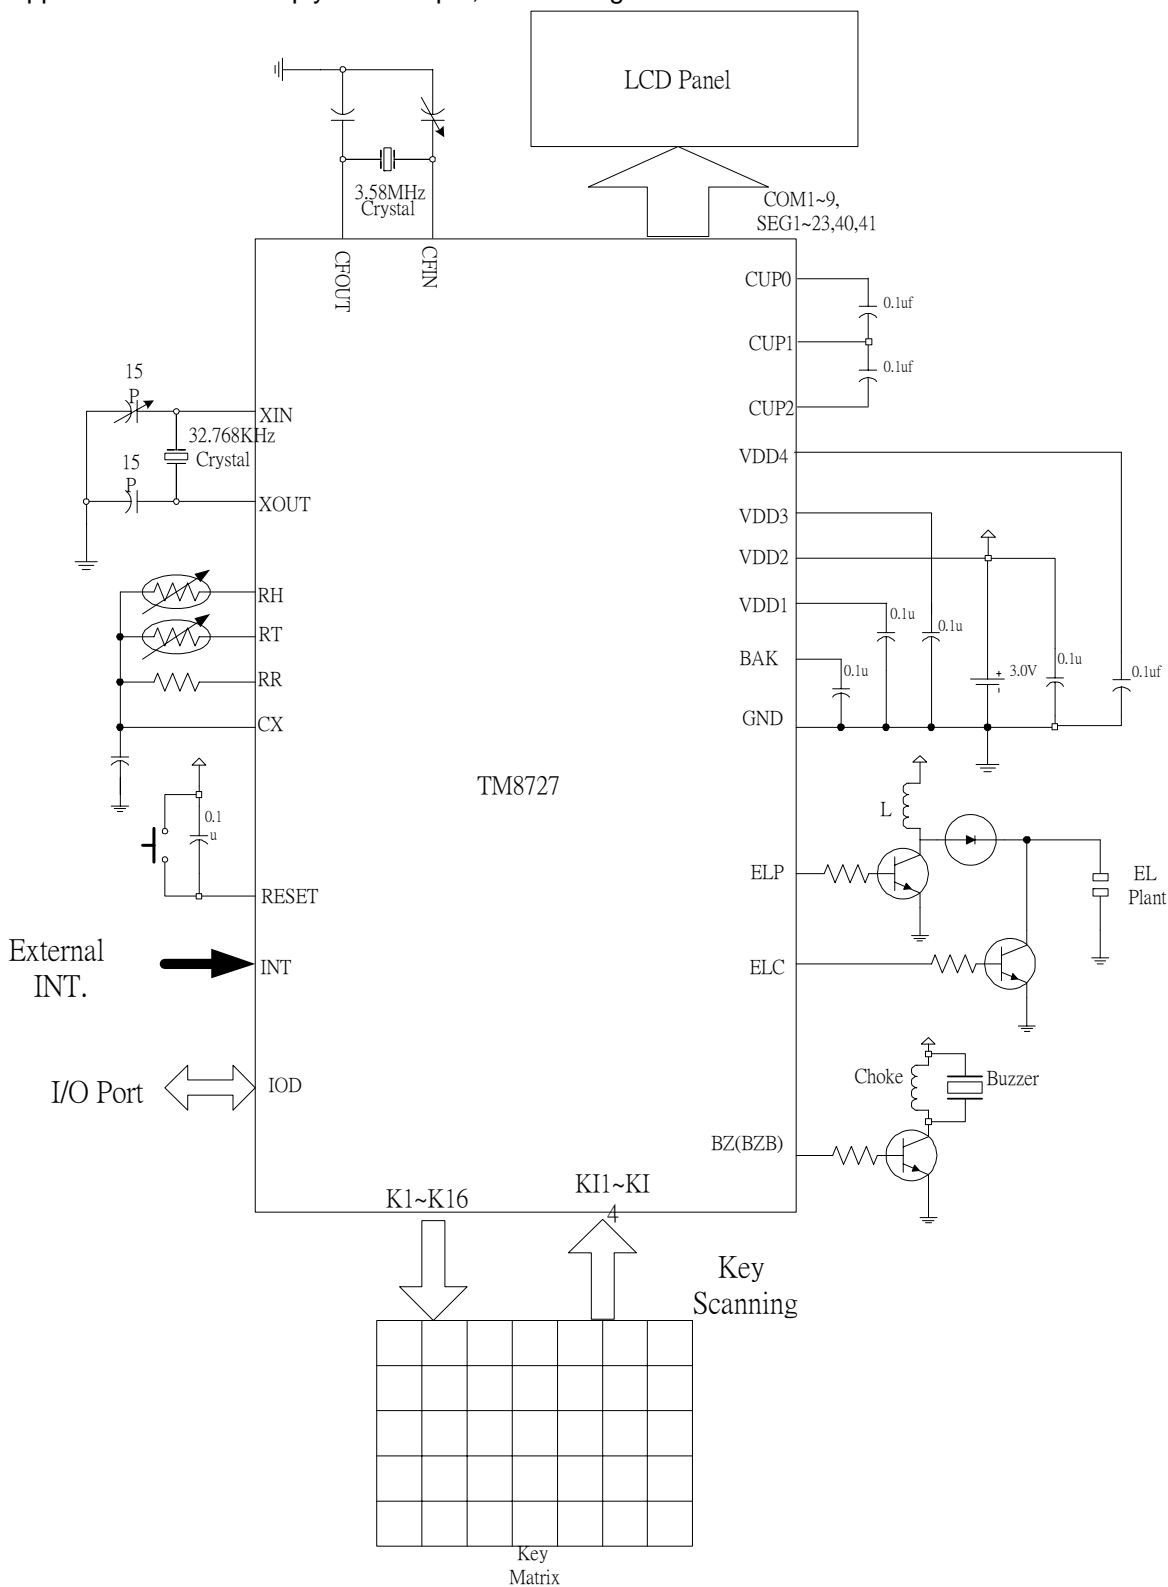 LCD Panel
3.58MHz
Crystal
COM1~9,
SEG1~23,40,41
CFOUT
CFIN
CUP0
0.1uf
CUP1
0.1uf
CUP2
15
P
XIN
32.768KHz
Crystal
15
P
XOUT
VDD4
VDD3
VDD2
VDD1
0.1u
0.1u
BAK
0.1u
3.0V
0.1u
0.1uf
GND
RH
RT
RR
CX
TM8727
0.1
u
RESET
L
ELP
EL
Plant
External
INT.
INT
ELC
I/O Port
IOD
Choke
Buzzer
BZ(BZB)
K1~K16
KI1~KI
4
Key
Scanning
Key
Matrix